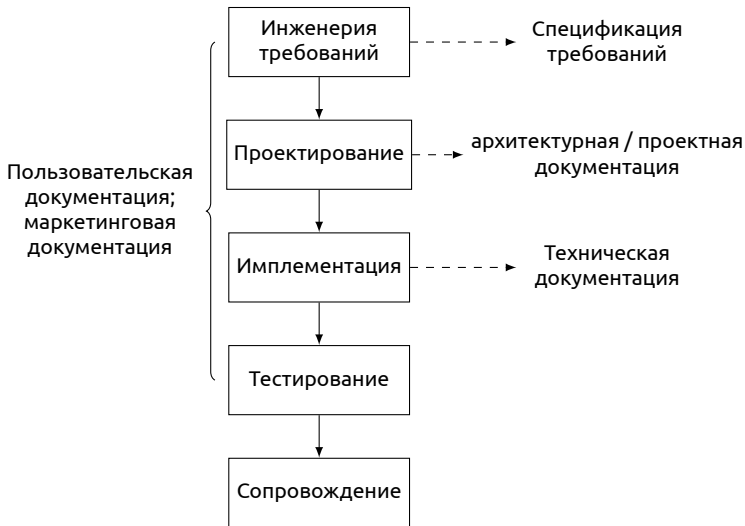 Инженерия
требований
Спецификация
требований
Проектирование
архитектурная / проектная
документация
Пользовательская
документация;
маркетинговая
документация
Имплементация
Техническая
документация
Тестирование
Сопровождение